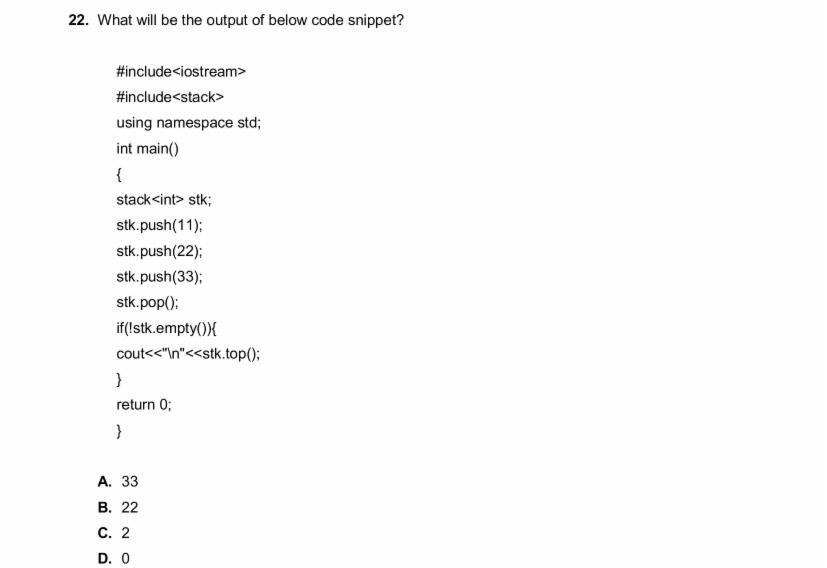 22. What will be the output of below code snippet?
#include<iostream>
#include<stack>
using namespace std;
int main()
{
stack<int> stk;
stk.push(11);
stk.push(22);
stk.push(33);
stk.pop();
if(!stk.empty()){
cout<<"\n"<<stk.top();
}
return 0;
}
A. 33
B. 22
C. 2
D. 0